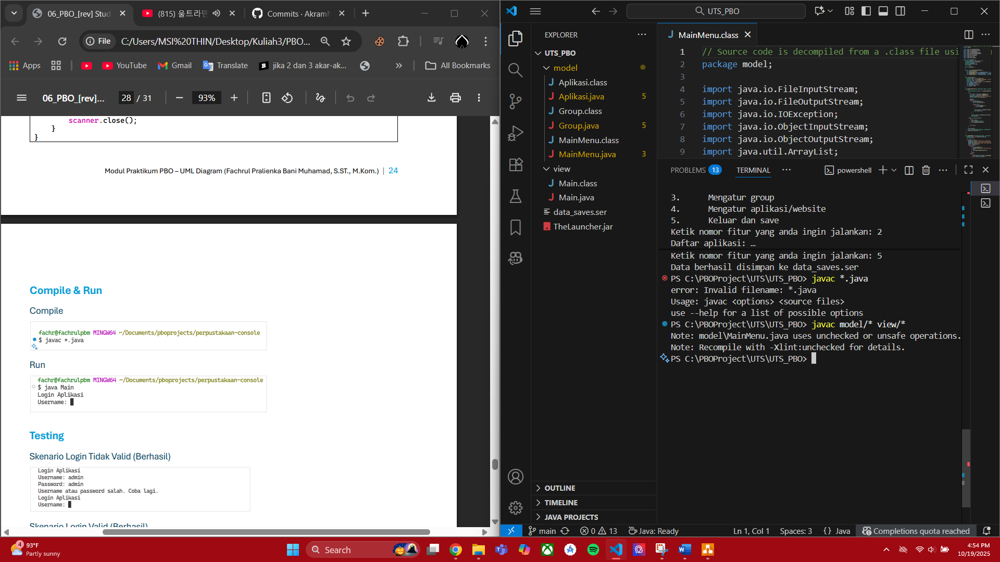 06_PBO_[rev] Stud
(815) 울트라맨
Commits · Akram
File
C:/Users/MSI%20THIN/Desktop/Kuliah3/PBO...
Apps
YouTube
Gmail
Translate
jika 2 dan 3 akar-ak...
»
All Bookmarks
06_PBO_[rev]...
28 / 31
93%
scanner.close();
}
}
Modul Praktikum PBO – UML Diagram (Fachrul Pralienka Bani Muhamad, S.ST., M.Kom.) | 24
Compile & Run
Compile
fachr@fachrulpbm MINGW64 ~/Documents/pboprojects/perpustakaan-console
$ javac *.java
Run
fachr@fachrulpbm MINGW64 ~/Documents/pboprojects/perpustakaan-console
$ java Main
Login Aplikasi
Username:
Testing
Skenario Login Tidak Valid (Berhasil)
Login Aplikasi
Username: admin
Password: admin
Username atau password salah. Coba lagi.
Login Aplikasi
Username:
Skenario Login Valid (Berhasil)
UTS_PBO
EXPLORER
UTS_PBO
model
Aplikasi.class
Aplikasi.java 5
Group.class
Group.java 5
MainMenu.class
MainMenu.java 3
view
Main.class
Main.java
data_saves.ser
TheLauncher.jar
OUTLINE
TIMELINE
JAVA PROJECTS
MainMenu.class
1 // Source code is decompiled from a .class file usi
2 package model;
3
4 import java.io.FileInputStream;
5 import java.io.FileOutputStream;
6 import java.io.IOException;
7 import java.io.ObjectInputStream;
8 import java.io.ObjectOutputStream;
9 import java.util.ArrayList;
PROBLEMS 13 TERMINAL
powershell
3. Mengatur group
4. Mengatur aplikasi/website
5. Keluar dan save
Ketik nomor fitur yang anda ingin jalankan: 2
Daftar aplikasi: …
Ketik nomor fitur yang anda ingin jalankan: 5
Data berhasil disimpan ke data_saves.ser
PS C:\PBOProject\UTS\UTS_PBO> javac *.java
error: Invalid filename: *.java
Usage: javac <options> <source files>
use --help for a list of possible options
PS C:\PBOProject\UTS\UTS_PBO> javac model/* view/*
Note: model\MainMenu.java uses unchecked or unsafe operations.
Note: Recompile with -Xlint:unchecked for details.
PS C:\PBOProject\UTS\UTS_PBO>
main
0 13
Java: Ready
Ln 1, Col 1
Spaces: 3
{ } Java
Completions quota reached
4
93°F
Partly sunny
Search
4:54 PM
10/19/2025